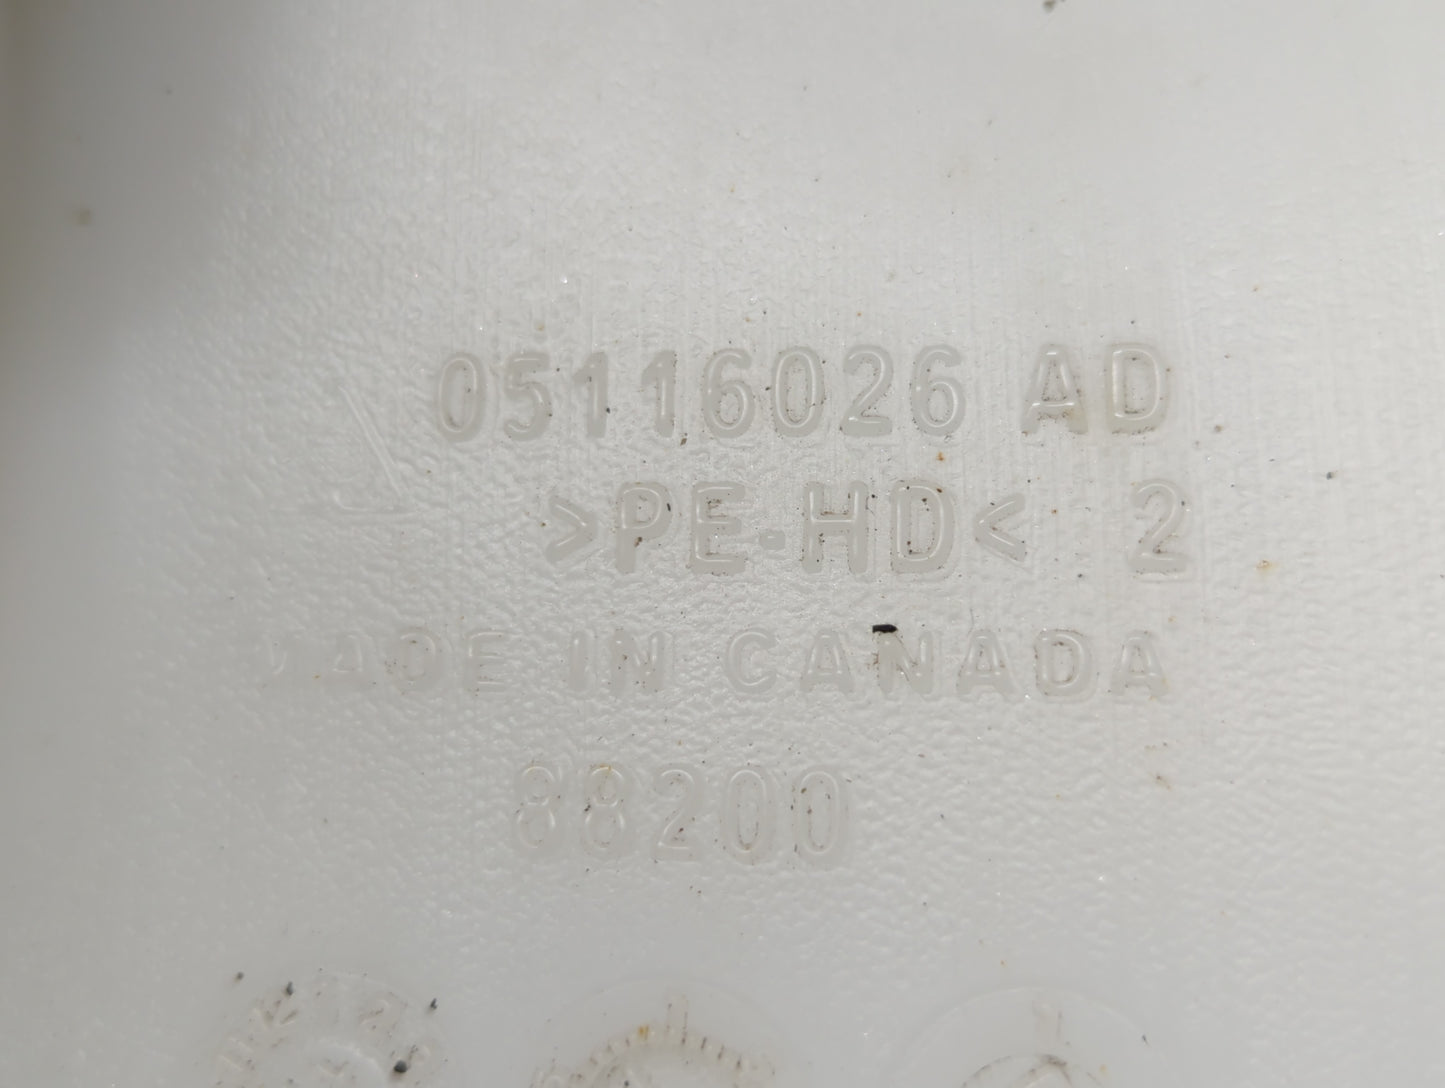 05116026 AD
>PE-HD< 2
MADE IN CANADA
88200